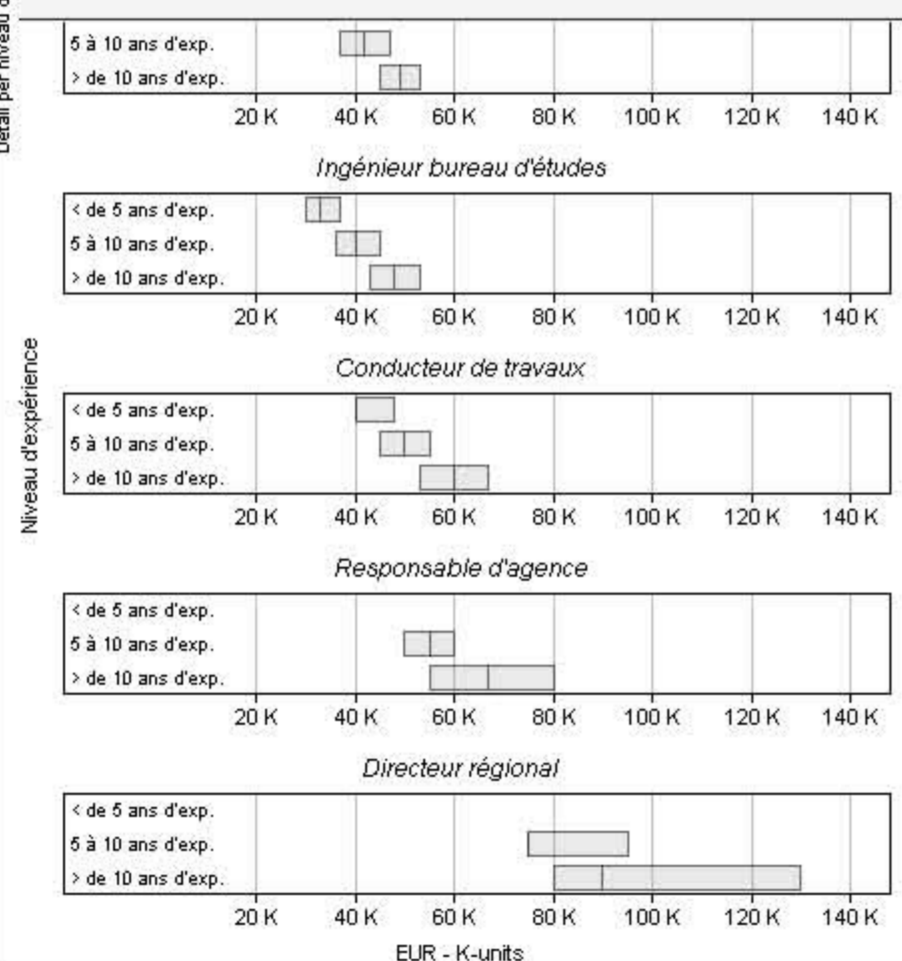 Détail per niveau d
5 à 10 ans d'exp.
> de 10 ans d'exp.
20 K 40 K 60 K 80 K 100 K 120 K 140 K
Ingénieur bureau d'études
< de 5 ans d'exp.
5 à 10 ans d'exp.
> de 10 ans d'exp.
20 K 40 K 60 K 80 K 100 K 120 K 140 K
Conducteur de travaux
Niveau d'expérience
< de 5 ans d'exp.
5 à 10 ans d'exp.
> de 10 ans d'exp.
20 K 40 K 60 K 80 K 100 K 120 K 140 K
Responsable d'agence
< de 5 ans d'exp.
5 à 10 ans d'exp.
> de 10 ans d'exp.
20 K 40 K 60 K 80 K 100 K 120 K 140 K
Directeur régional
< de 5 ans d'exp.
5 à 10 ans d'exp.
> de 10 ans d'exp.
20 K 40 K 60 K 80 K 100 K 120 K 140 K
EUR - K-units